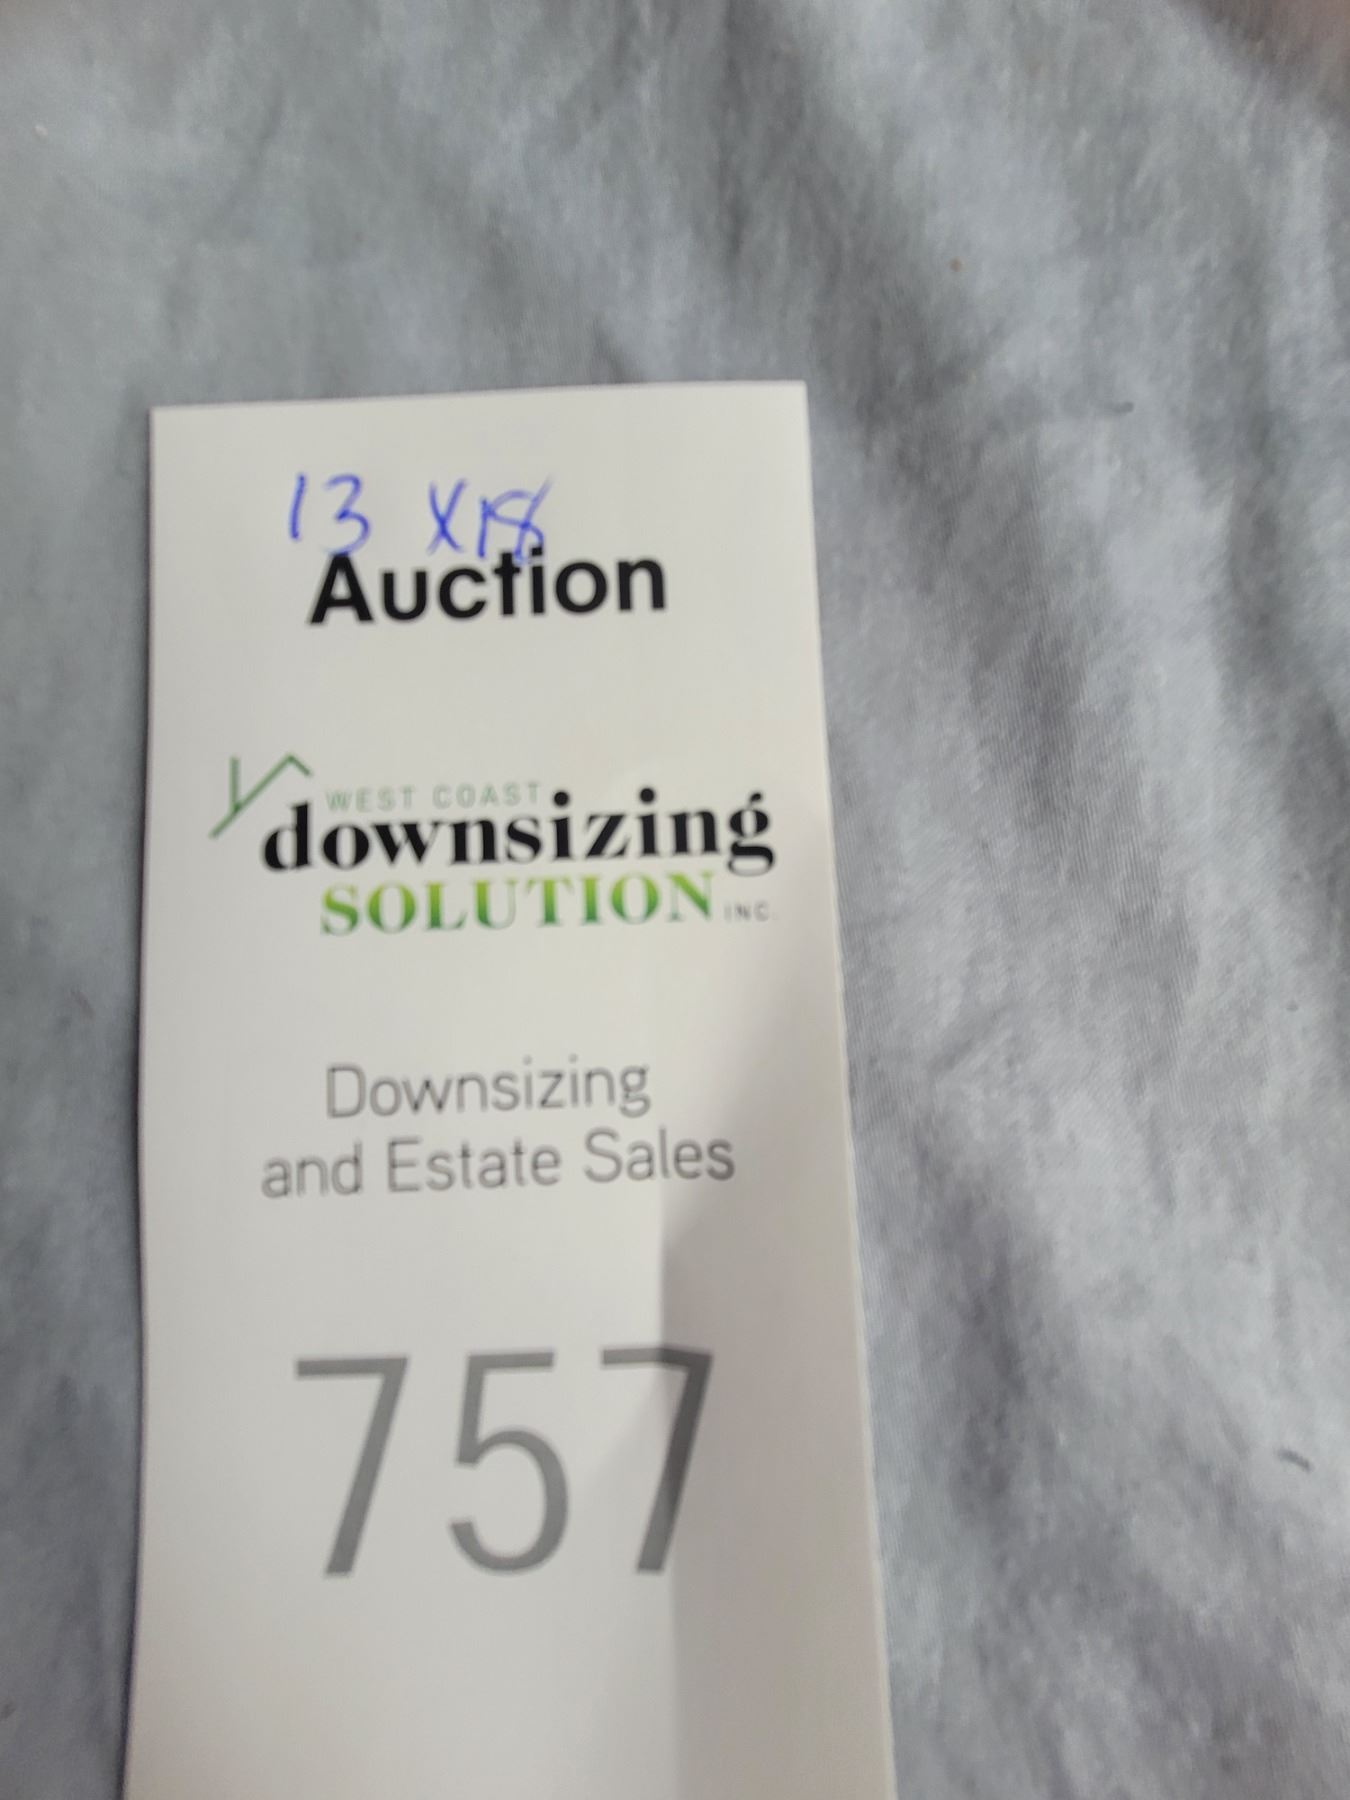 13 x18
Auction
WEST COAST
downsizing
SOLUTION INC.
Downsizing
and Estate Sales
757